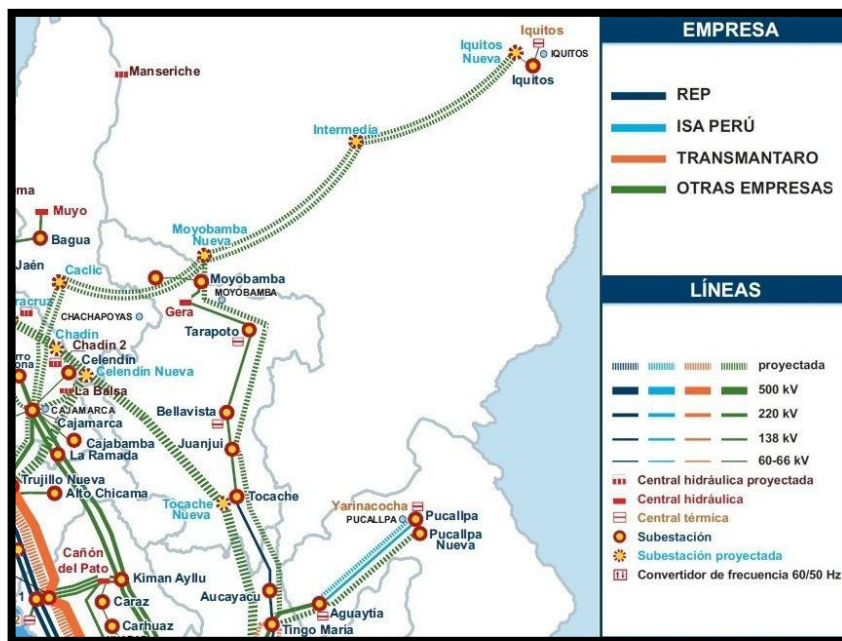 Iquitos
Iquitos
Nueva
IQUITOS
Iquitos
Manseriche
Intermedia
Muyo
Bagua
Moyobamba
Nueva
Jaén
Caclic
Moyobamba
MOYOBAMBA
Gera
CHACHAPOYAS
Tarapoto
Chadin
Chadin 2
Celendín
Celendín Nueva
La Balsa
CAJAMARCA
Cajamarca
Cajabamba
La Ramada
Bellavista
Juanjui
Trujillo Nueva
Alto Chicama
Tocache
Tocache
Nueva
Yarinacocha
PUCALLPA
Pucallpa
Pucallpa
Nueva
Cañón
del Pato
Kiman Ayllu
Caraz
Carhuaz
Aucayacu
Aguaytía
Tingo María
EMPRESA
REP
ISA PERÚ
TRANSMANTARO
OTRAS EMPRESAS
LÍNEAS
proyectada
500 kV
220 kV
138 kV
60-66 kV
Central hidráulica proyectada
Central hidráulica
Central térmica
Subestación
Subestación proyectada
Convertidor de frecuencia 60/50 Hz